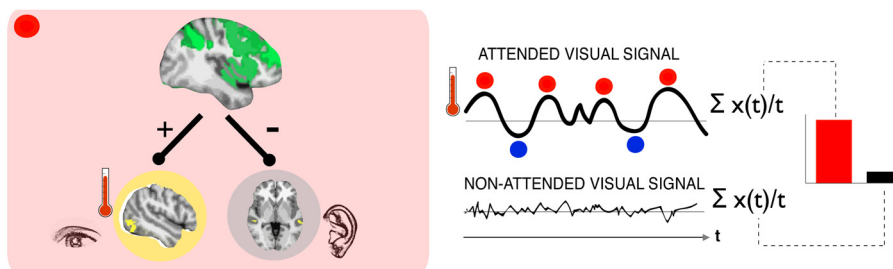 +
-
ATTENDED VISUAL SIGNAL
Σ x(t)/t
NON-ATTENDED VISUAL SIGNAL
Σ x(t)/t
t